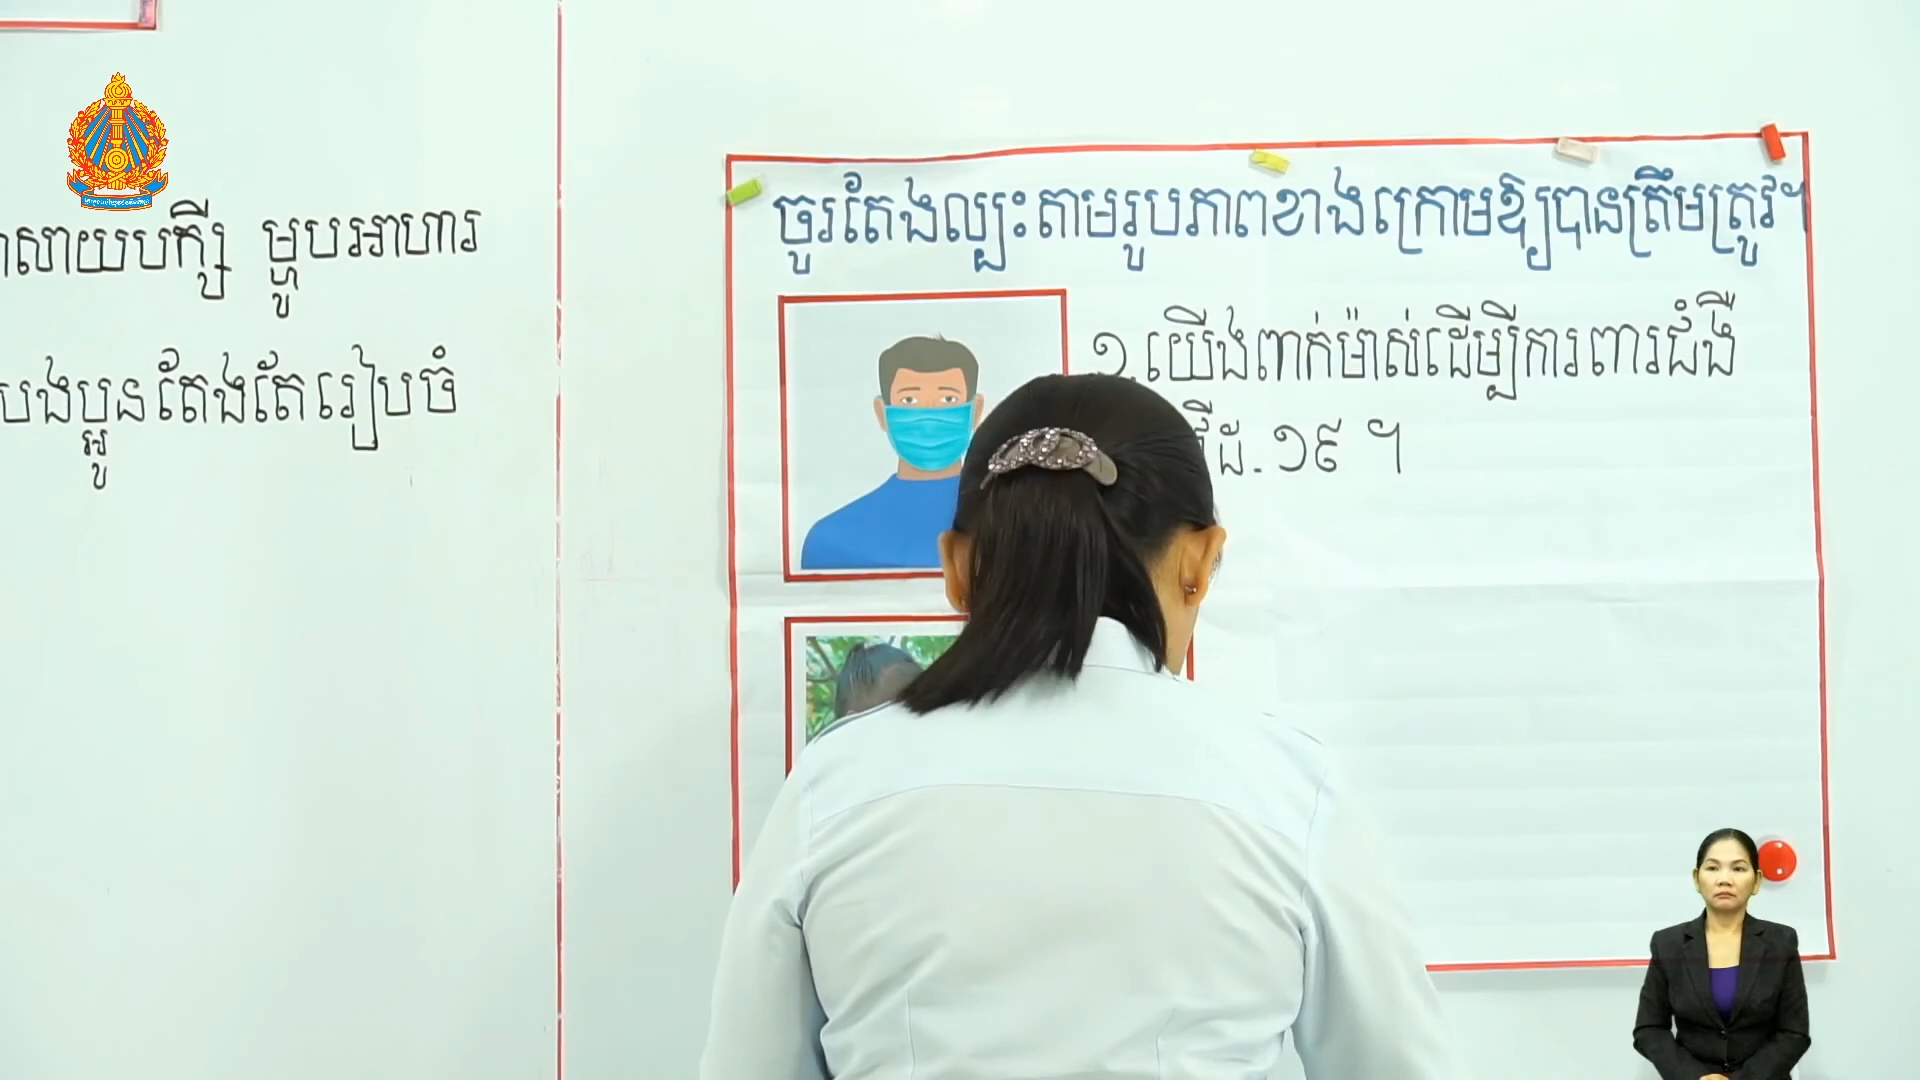 សាយបក្សី ម្ហូបអាហារ
បងប្អូនតែងតែរៀបចំ
ចូរតែងល្បះតាមរូបភាពខាងក្រោមឱ្យបានត្រឹមត្រូវ។
១.យើងពាក់ម៉ាស់ដើម្បីការពារជំងឺ
វីដ.១៩ ។